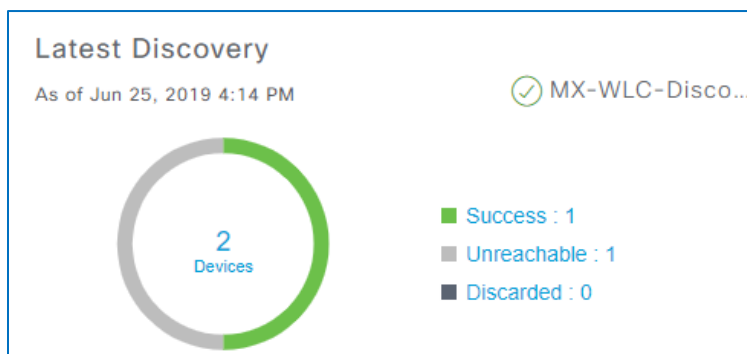 Latest Discovery
As of Jun 25, 2019 4:14 PM
MX-WLC-Disco...
2
Devices
Success : 1
Unreachable : 1
Discarded : 0